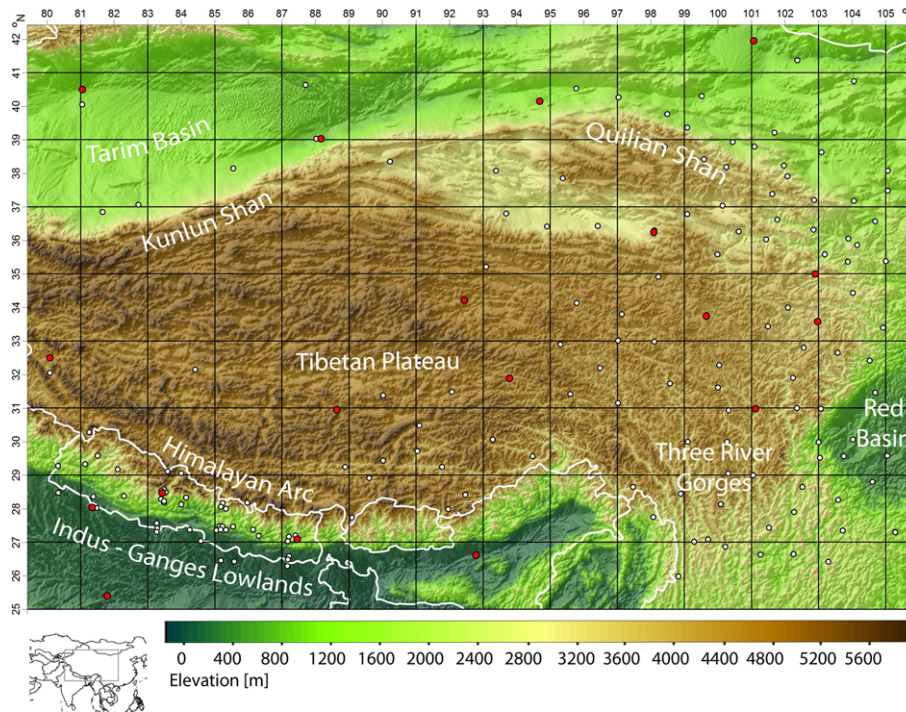 80 81 82 83 84 85 86 87 88 89 90 91 92 93 94 95 96 97 98 99 100 101 102 103 104 105 °E
°N
42
41
40
39
38
37
36
35
34
33
32
31
30
29
28
27
26
25
Tarim Basin
Quilian Shan
Kunlun Shan
Tibetan Plateau
Red
Basin
Three River
Gorges
Himalayan Arc
Indus - Ganges Lowlands
0 400 800 1200 1600 2000 2400 2800 3200 3600 4000 4400 4800 5200 5600
Elevation [m]